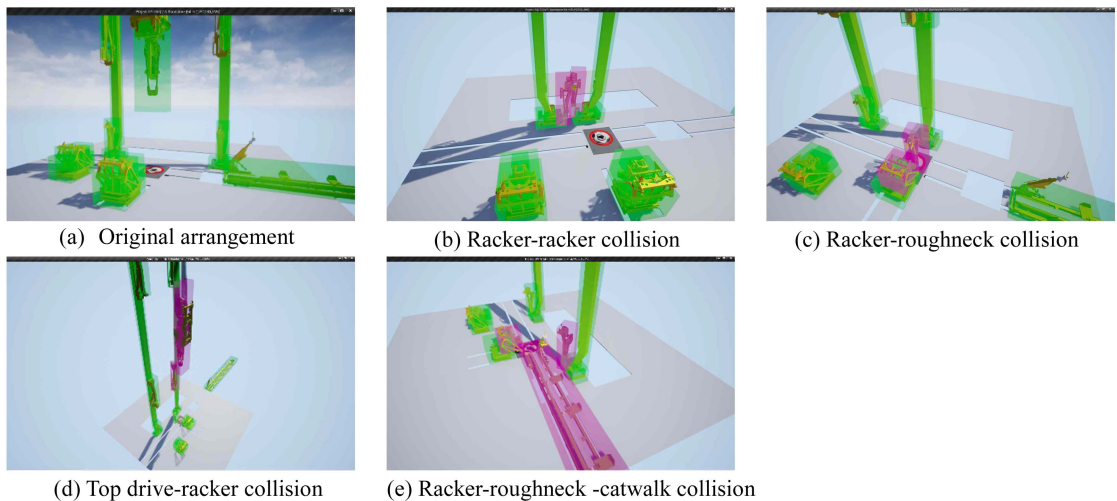 (a) Original arrangement
(b) Racker-racker collision
(c) Racker-roughneck collision
(d) Top drive-racker collision
(e) Racker-roughneck -catwalk collision